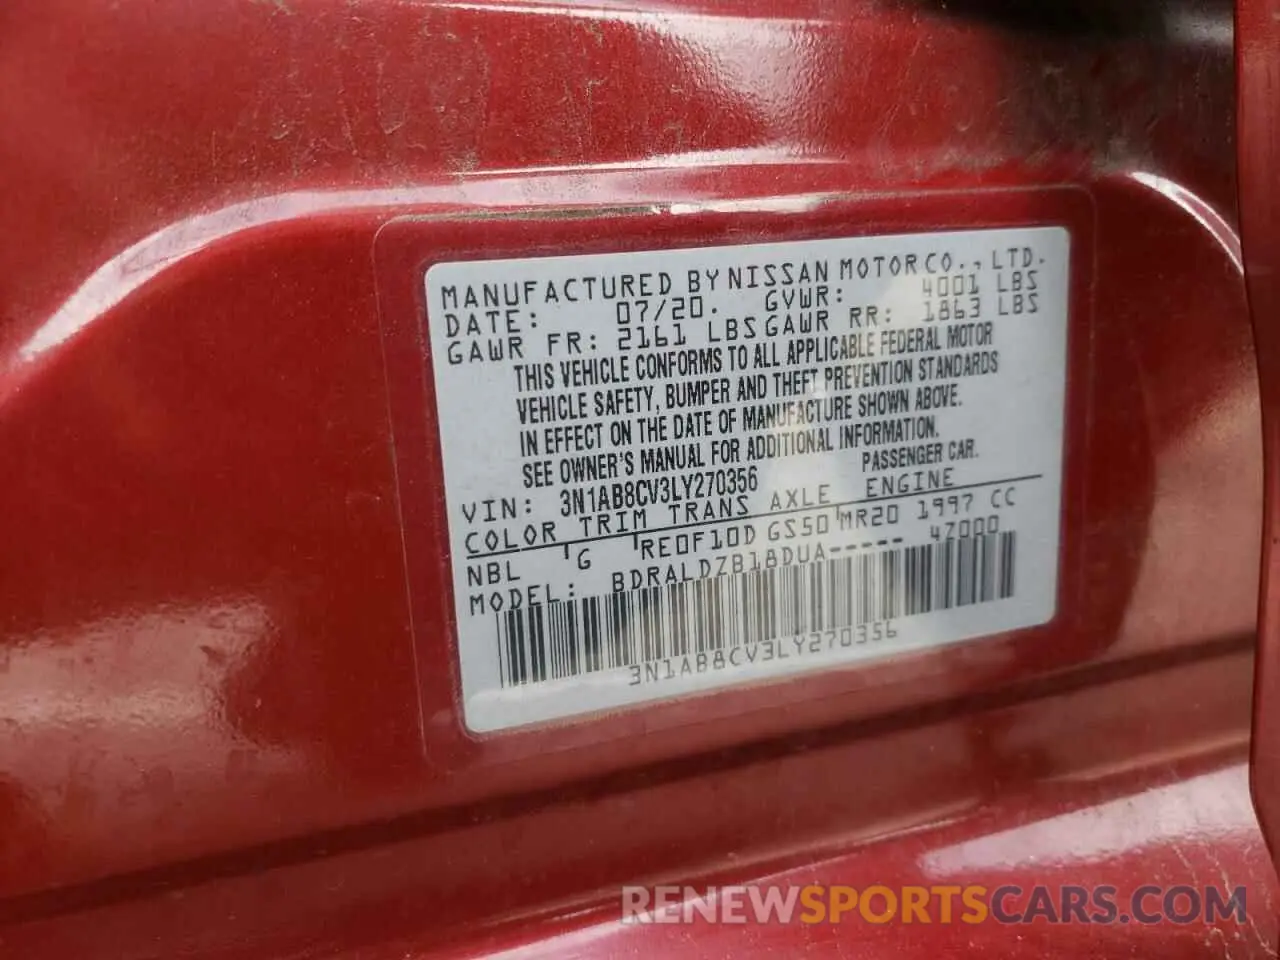 MANUFACTURED BY NISSAN MOTOR CO., LTD.
DATE: 07/20. GVWR: 4001 LBS
GAWR FR: 2161 LBS GAWR RR: 1863 LBS
THIS VEHICLE CONFORMS TO ALL APPLICABLE FEDERAL MOTOR
VEHICLE SAFETY, BUMPER AND THEFT PREVENTION STANDARDS
IN EFFECT ON THE DATE OF MANUFACTURE SHOWN ABOVE.
SEE OWNER'S MANUAL FOR ADDITIONAL INFORMATION.
VIN: 3N1AB8CV3LY270356 PASSENGER CAR.
COLOR TRIM TRANS AXLE ENGINE
NBL G RE0F10D GS50 MR20 1997 CC
MODEL: BDRALDZB18DUA----- 4Z000
3N1AB8CV3LY270356
RENEWSPORTSCARS.COM